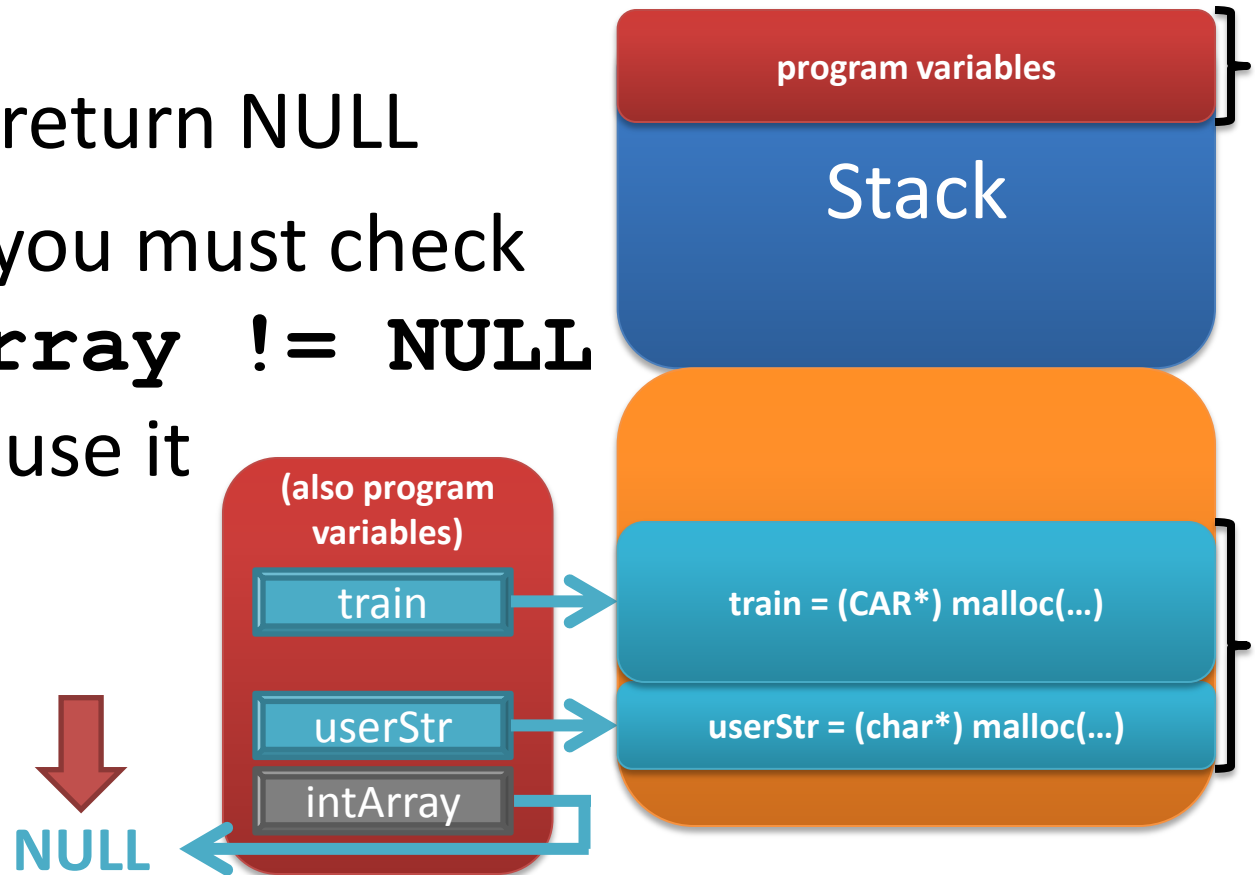 return NULL
you must check
rray != NULL
use it
program variables
Stack
(also program
variables)
train
userStr
intArray
NULL
train = (CAR*) malloc(…)
userStr = (char*) malloc(…)